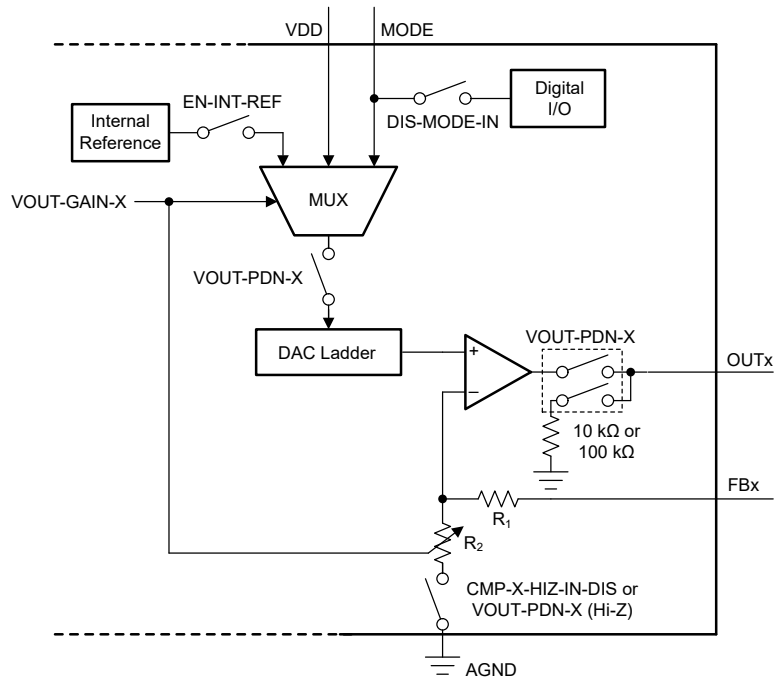 VDD
MODE
EN-INT-REF
Internal
Reference
Digital
I/O
DIS-MODE-IN
VOUT-GAIN-X
MUX
VOUT-PDN-X
DAC Ladder
+
–
VOUT-PDN-X
OUTx
10 kΩ or
100 kΩ
FBx
R₁
R₂
CMP-X-HIZ-IN-DIS or
VOUT-PDN-X (Hi-Z)
AGND